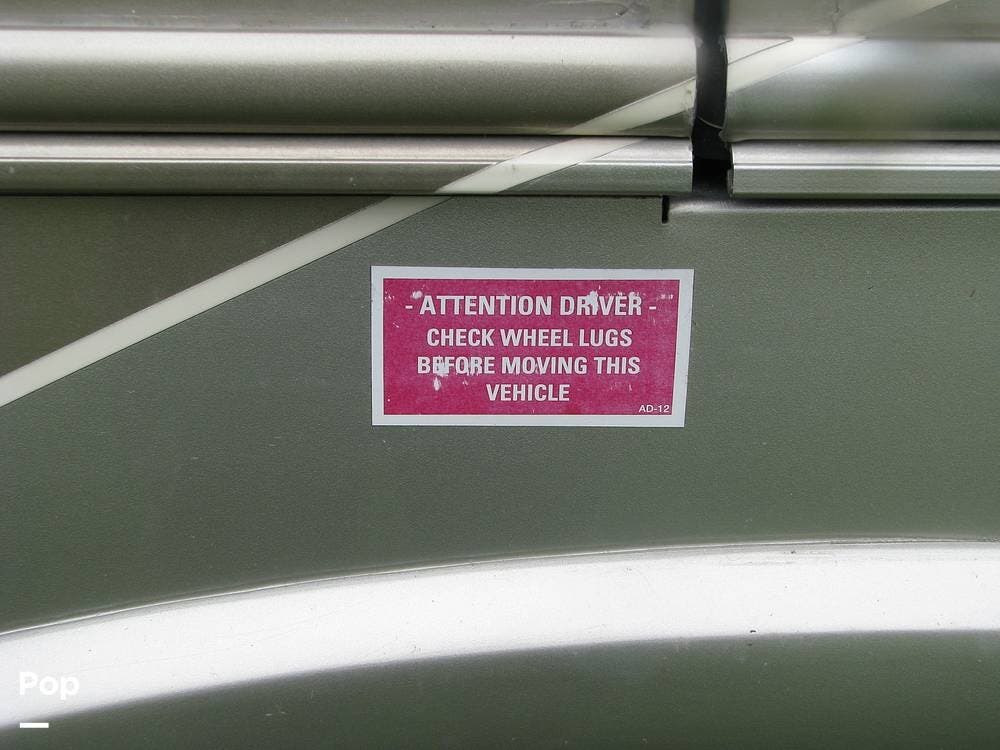 - ATTENTION DRIVER -
CHECK WHEEL LUGS
BEFORE MOVING THIS
VEHICLE
AD-12
Pop